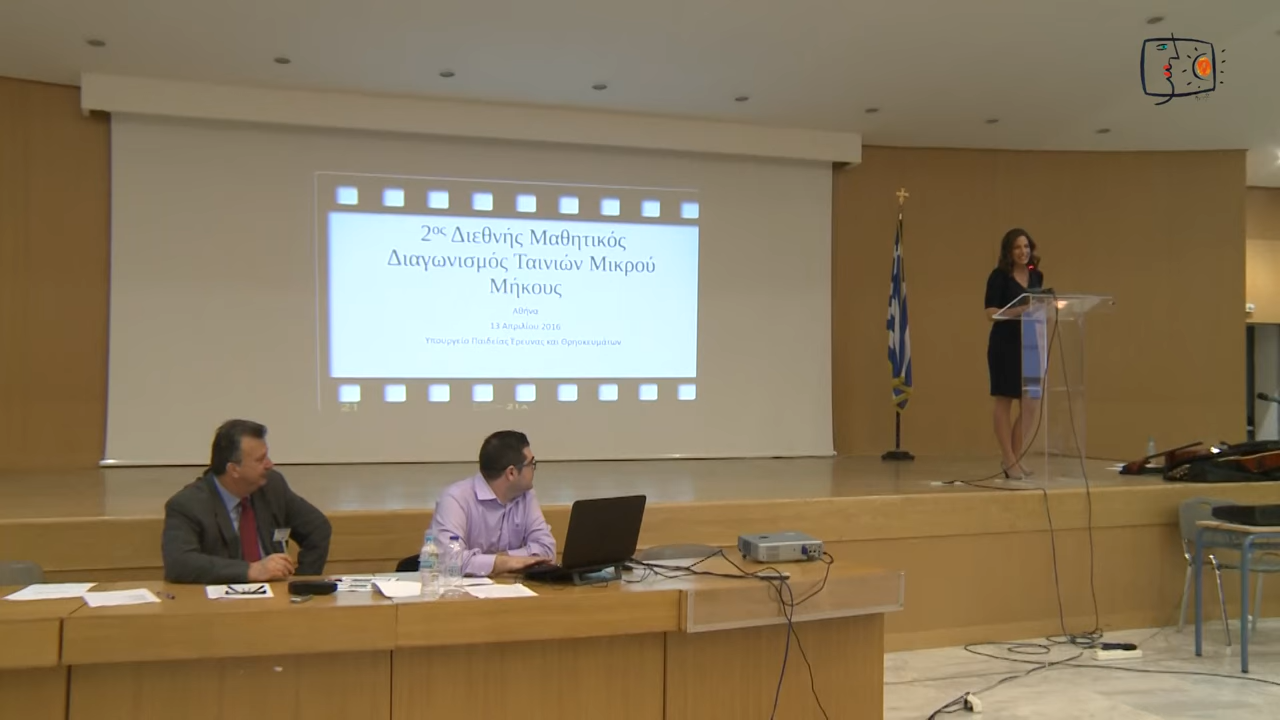 2ος Διεθνής Μαθητικός
Διαγωνισμός Ταινιών Μικρού
Μήκους
Αθήνα
13 Απριλίου 2016
Υπουργείο Παιδείας Έρευνας και Θρησκευμάτων